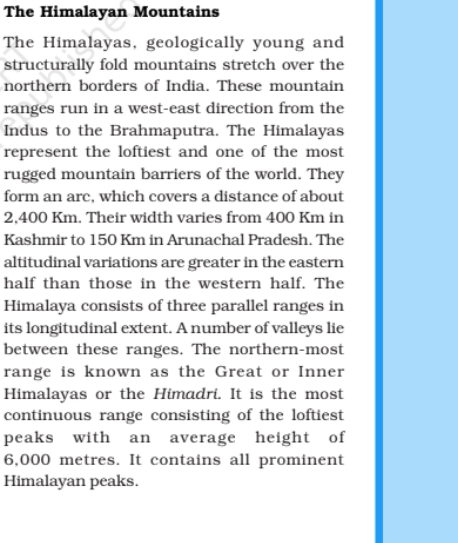 The Himalayan Mountains
The Himalayas, geologically young and
structurally fold mountains stretch over the
northern borders of India. These mountain
ranges run in a west-east direction from the
Indus to the Brahmaputra. The Himalayas
represent the loftiest and one of the most
rugged mountain barriers of the world. They
form an arc, which covers a distance of about
2,400 Km. Their width varies from 400 Km in
Kashmir to 150 Km in Arunachal Pradesh. The
altitudinal variations are greater in the eastern
half than those in the western half. The
Himalaya consists of three parallel ranges in
its longitudinal extent. A number of valleys lie
between these ranges. The northern-most
range is known as the Great or Inner
Himalayas or the Himadri. It is the most
continuous range consisting of the loftiest
peaks with an average height of
6,000 metres. It contains all prominent
Himalayan peaks.